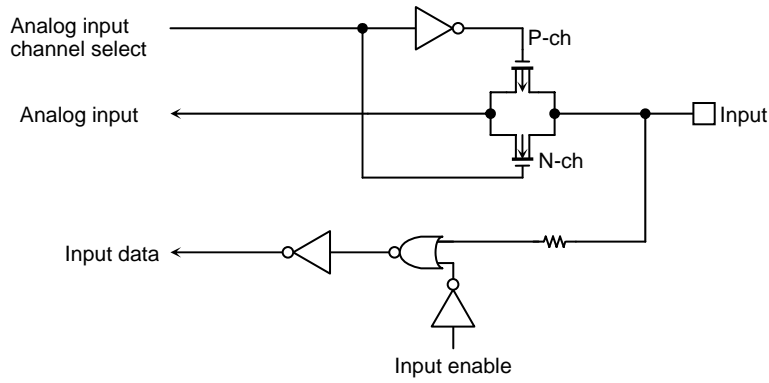 Analog input
channel select
P-ch
Analog input
Input
N-ch
Input data
Input enable